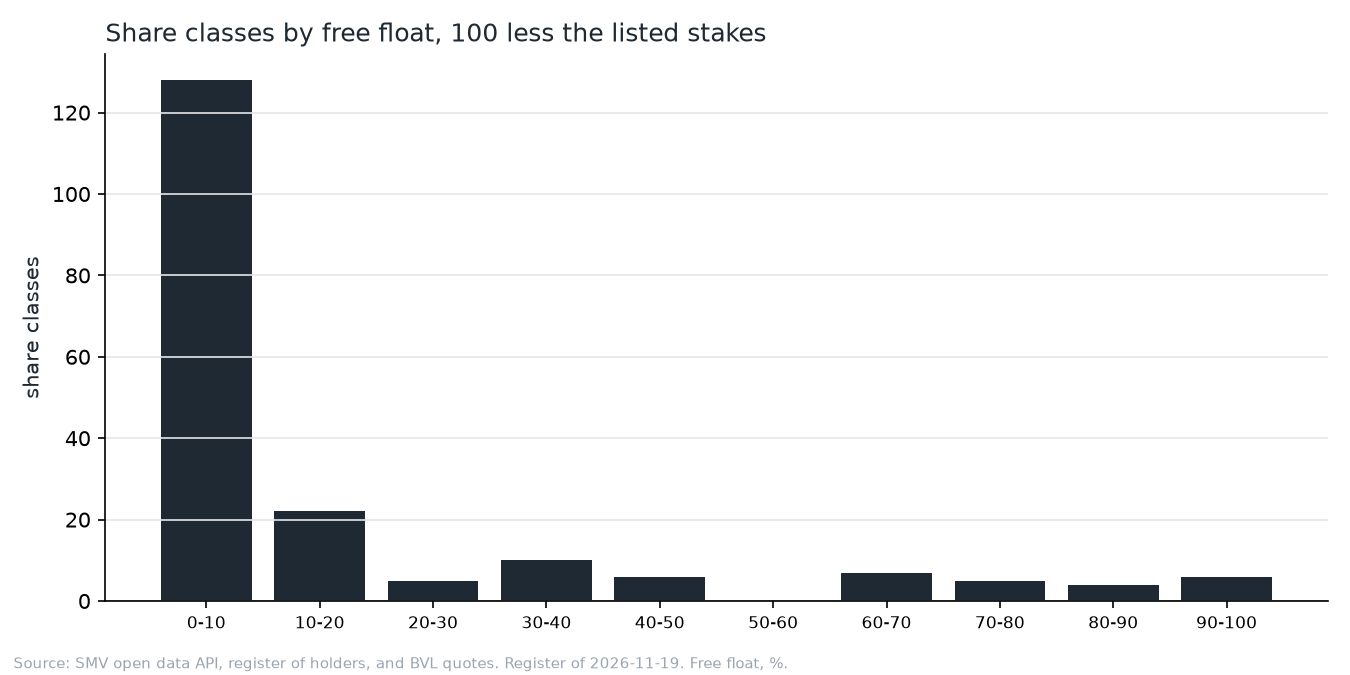 Share classes by free float, 100 less the listed stakes
share classes
120
100
80
60
40
20
0
0-10 10-20 20-30 30-40 40-50 50-60 60-70 70-80 80-90 90-100
Source: SMV open data API, register of holders, and BVL quotes. Register of 2026-11-19. Free float, %.